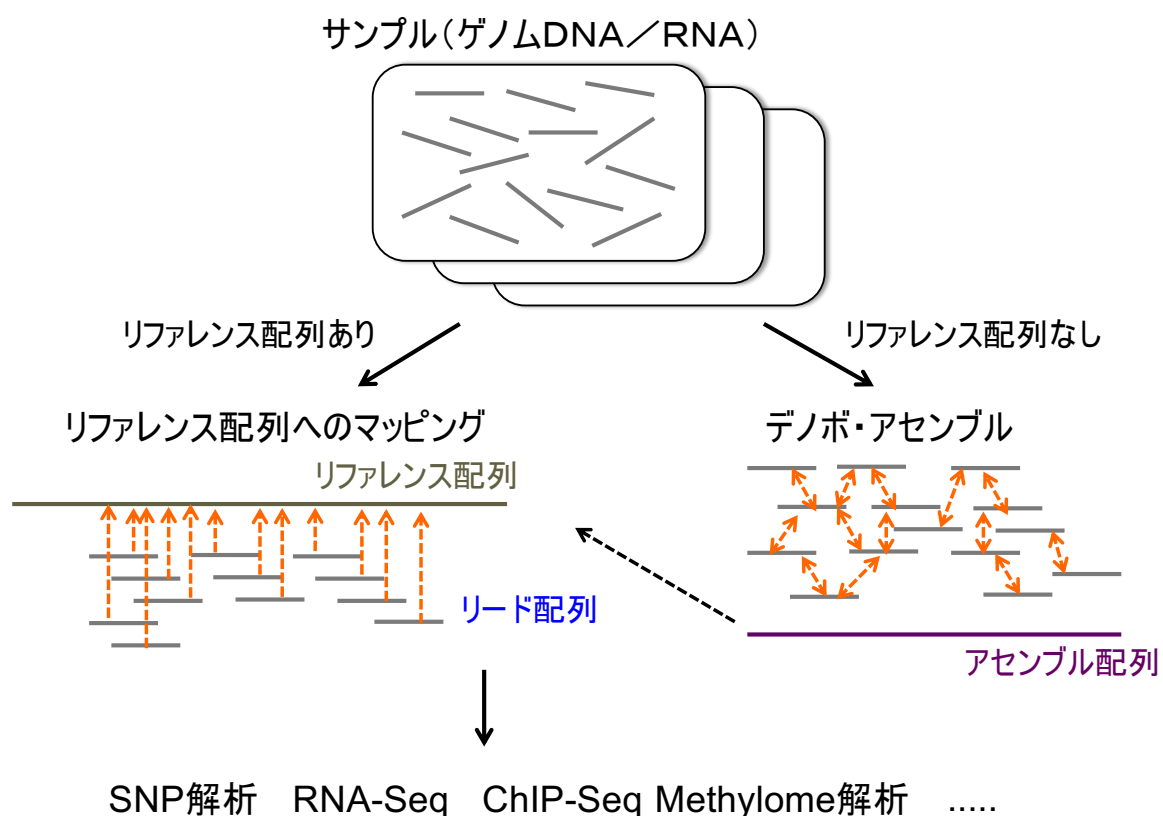 サンプル（ゲノムＤＮＡ／ＲＮＡ）
リファレンス配列あり
リファレンス配列なし
リファレンス配列へのマッピング
デノボ・アセンブル
リファレンス配列
リード配列
アセンブル配列
SNP解析 RNA-Seq ChIP-Seq Methylome解析 .....